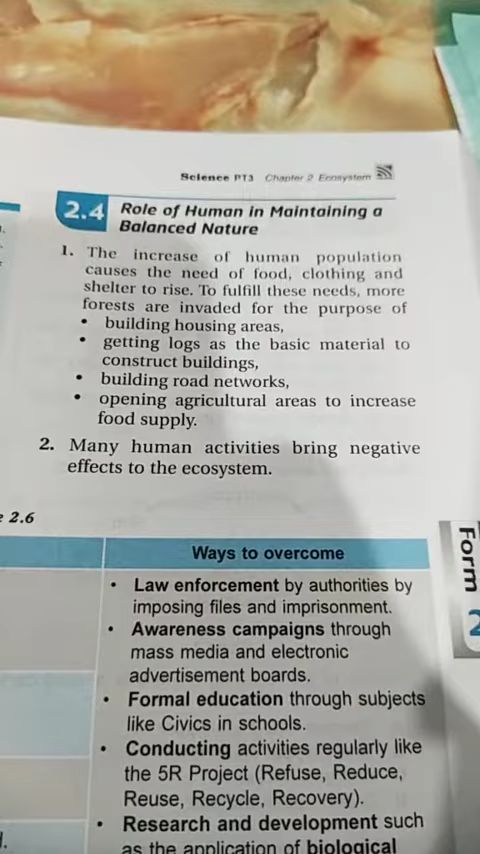 Science PT3 Chapter 2 Ecosystem
2.4 Role of Human in Maintaining a
Balanced Nature
1. The increase of human population
causes the need of food, clothing and
shelter to rise. To fulfill these needs, more
forests are invaded for the purpose of
• building housing areas,
• getting logs as the basic material to
construct buildings,
• building road networks,
• opening agricultural areas to increase
food supply.
2. Many human activities bring negative
effects to the ecosystem.
2.6
Ways to overcome
• Law enforcement by authorities by
imposing files and imprisonment.
• Awareness campaigns through
mass media and electronic
advertisement boards.
• Formal education through subjects
like Civics in schools.
• Conducting activities regularly like
the 5R Project (Refuse, Reduce,
Reuse, Recycle, Recovery).
• Research and development such
as the application of biological
Form
2